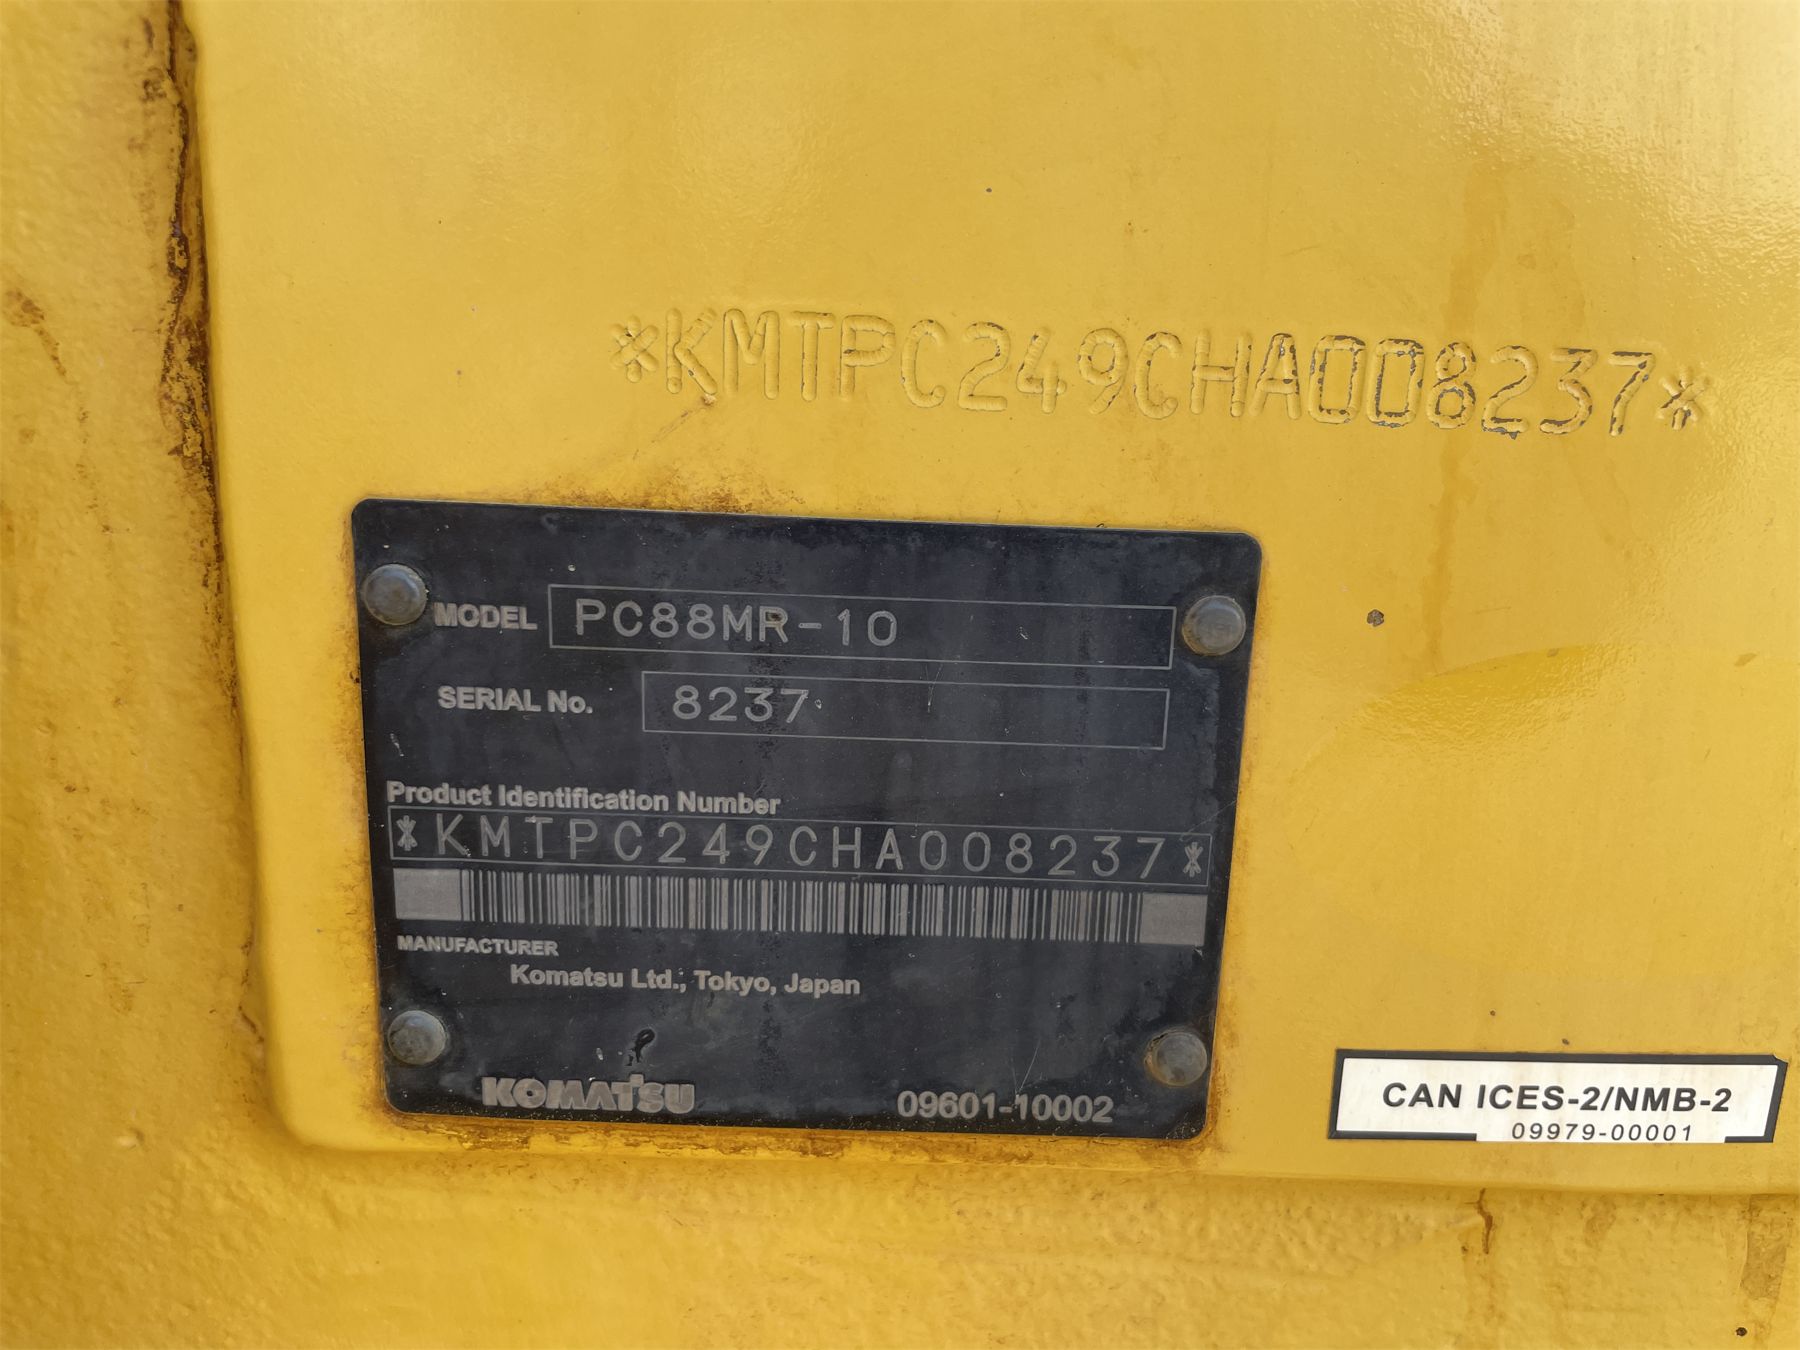 *KMTPC249CHA008237*
MODEL PC88MR-10
SERIAL No. 8237
Product Identification Number
*KMTPC249CHA008237*
MANUFACTURER
Komatsu Ltd., Tokyo, Japan
KOMATSU 09601-10002
CAN ICES-2/NMB-2
09979-00001